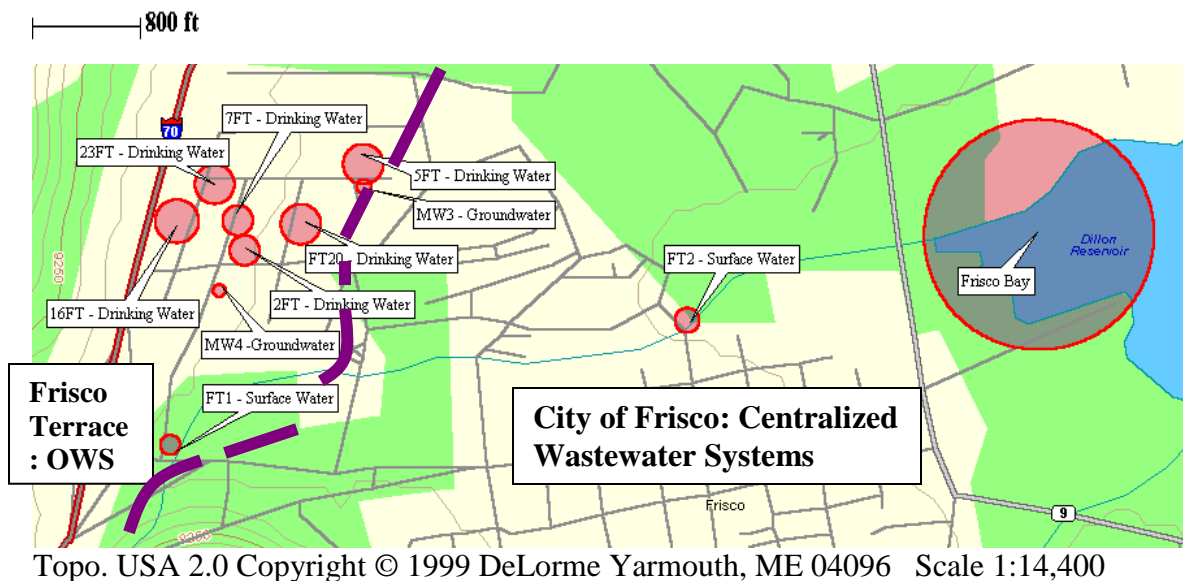 800 ft
70
7FT - Drinking Water
23FT - Drinking Water
5FT - Drinking Water
MW3 - Groundwater
FT20 - Drinking Water
FT2 - Surface Water
Dillon
Reservoir
Frisco Bay
9250
2FT - Drinking Water
16FT - Drinking Water
MW4 -Groundwater
Frisco
Terrace
: OWS
FT1 - Surface Water
City of Frisco: Centralized
Wastewater Systems
Frisco
9
9250
Topo. USA 2.0 Copyright © 1999 DeLorme Yarmouth, ME 04096 Scale 1:14,400